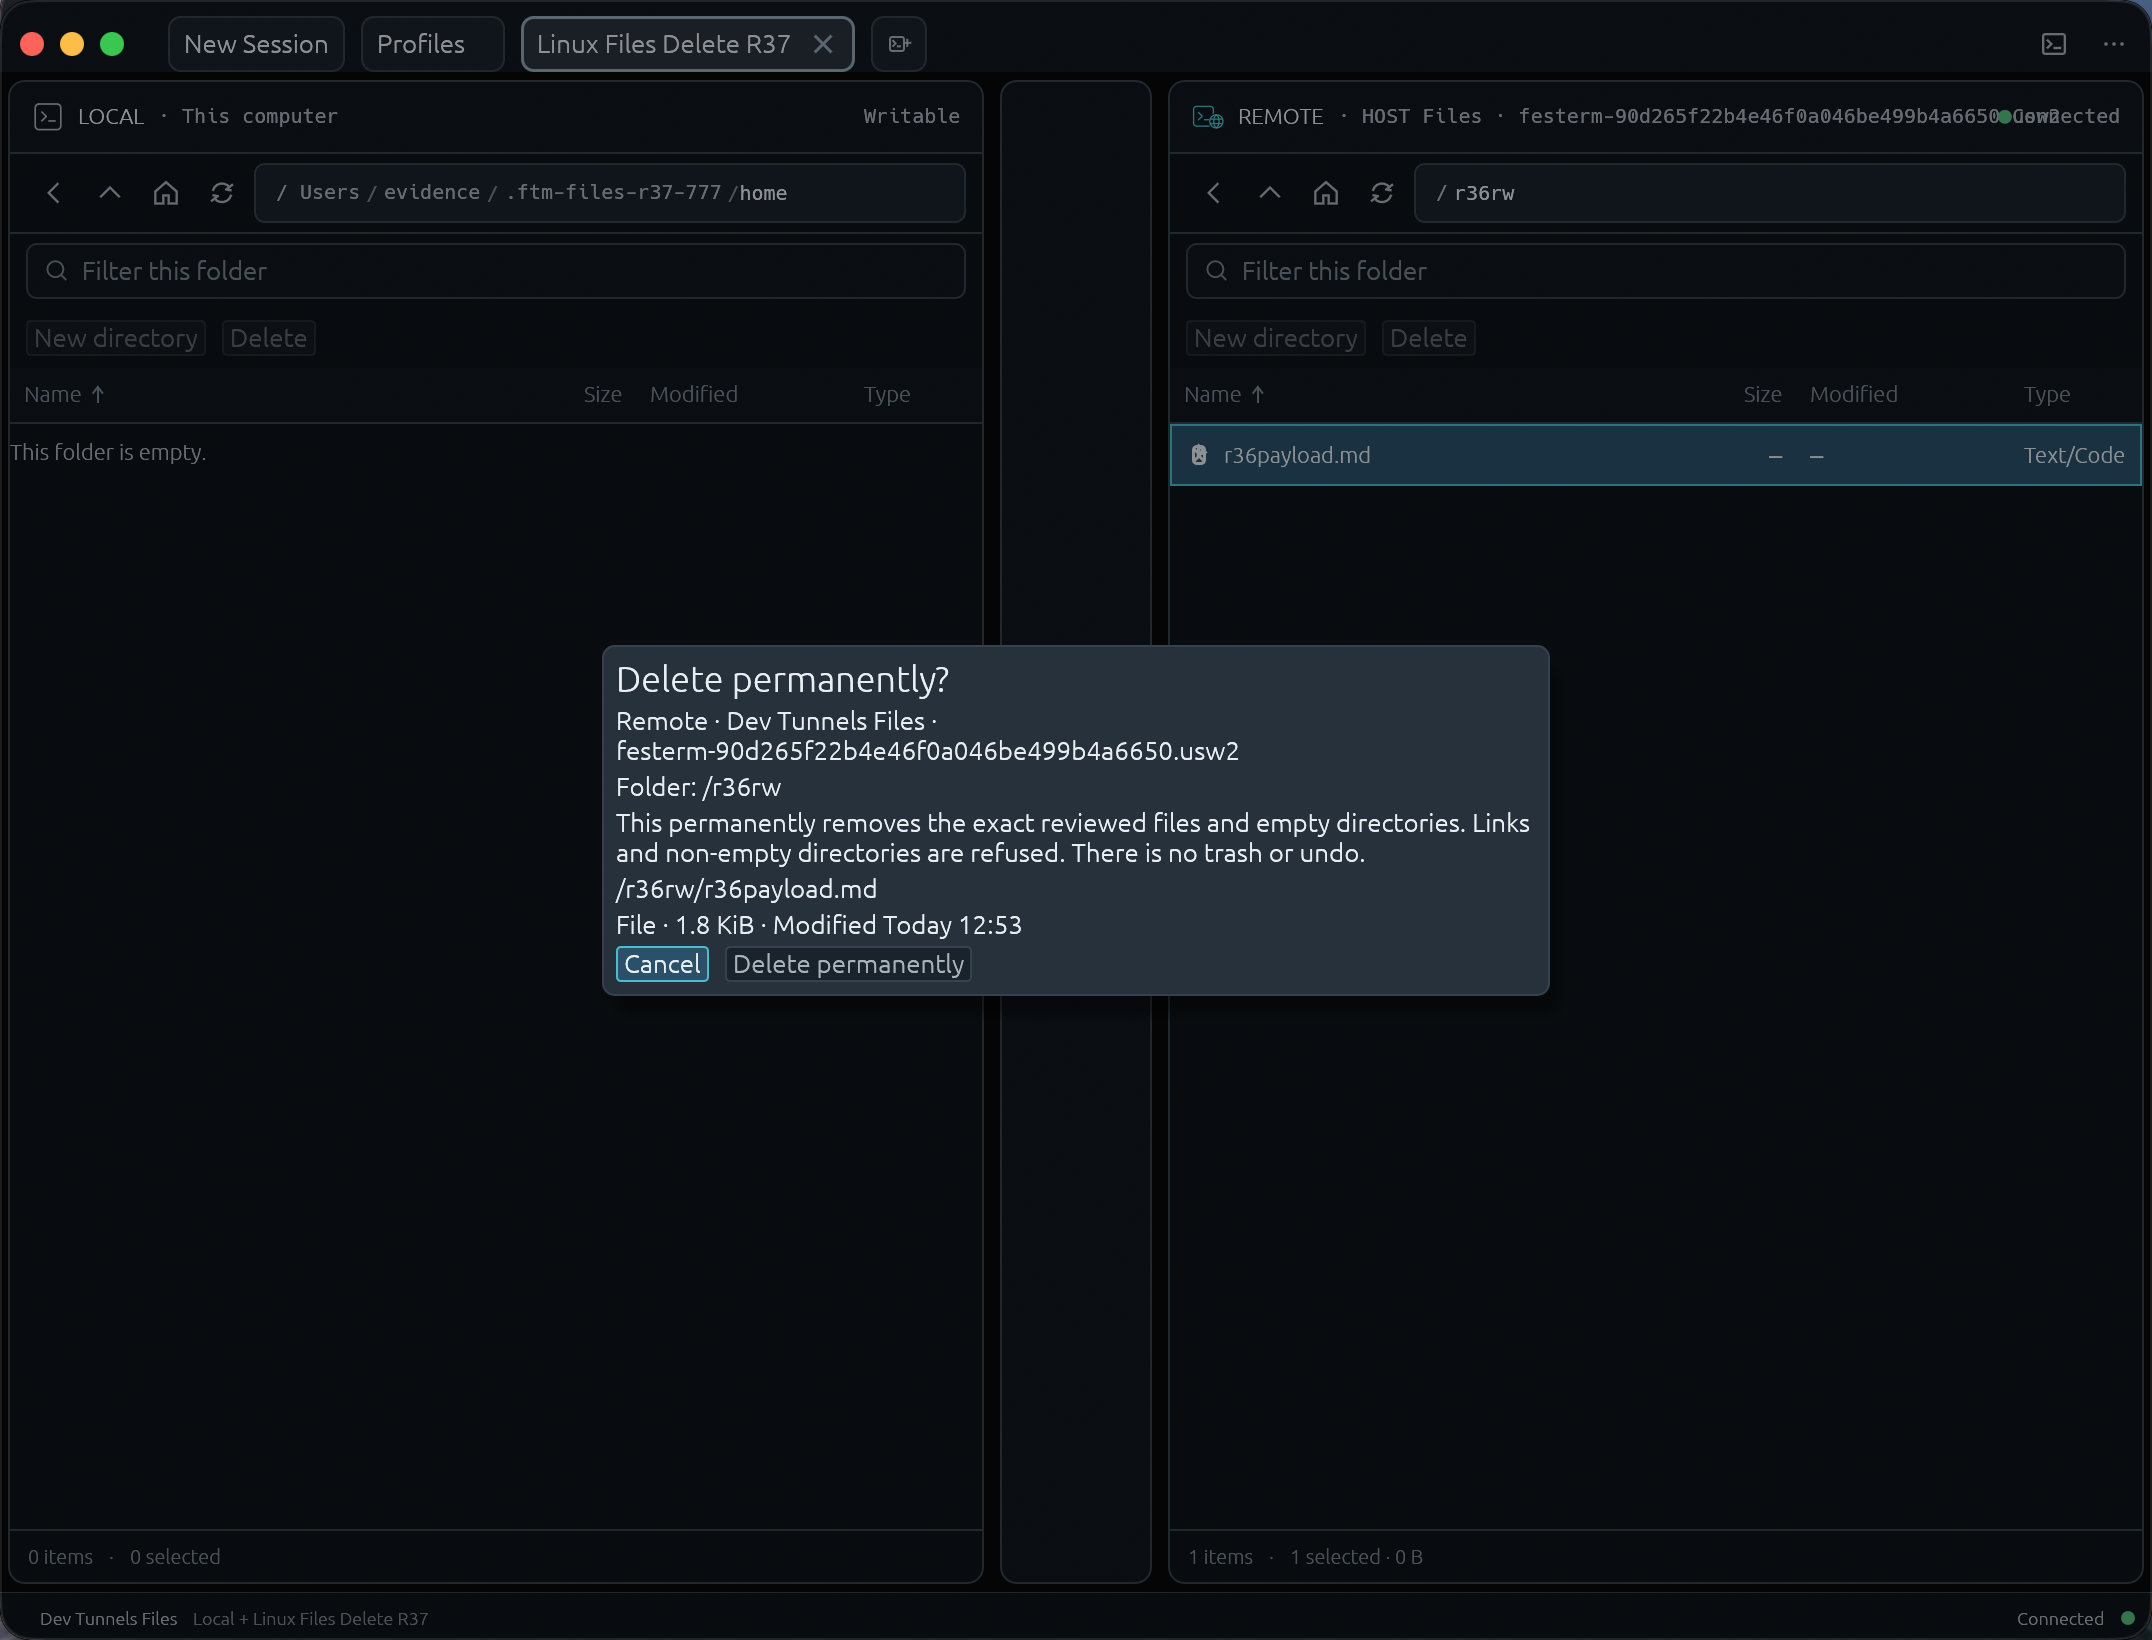 New Session Profiles Linux Files Delete R37
LOCAL · This computer Writable
/ Users / evidence / .ftm-files-r37-777 /home
Filter this folder
New directory Delete
Name ↑ Size Modified Type
This folder is empty.
0 items · 0 selected
REMOTE · HOST Files · festerm-90d265f22b4e46f0a046be499b4a6650.usw2 Connected
/ r36rw
Filter this folder
New directory Delete
Name ↑ Size Modified Type
r36payload.md — — Text/Code
1 items · 1 selected · 0 B
Delete permanently?
Remote · Dev Tunnels Files ·
festerm-90d265f22b4e46f0a046be499b4a6650.usw2
Folder: /r36rw
This permanently removes the exact reviewed files and empty directories. Links
and non-empty directories are refused. There is no trash or undo.
/r36rw/r36payload.md
File · 1.8 KiB · Modified Today 12:53
Cancel Delete permanently
Dev Tunnels Files Local + Linux Files Delete R37 Connected